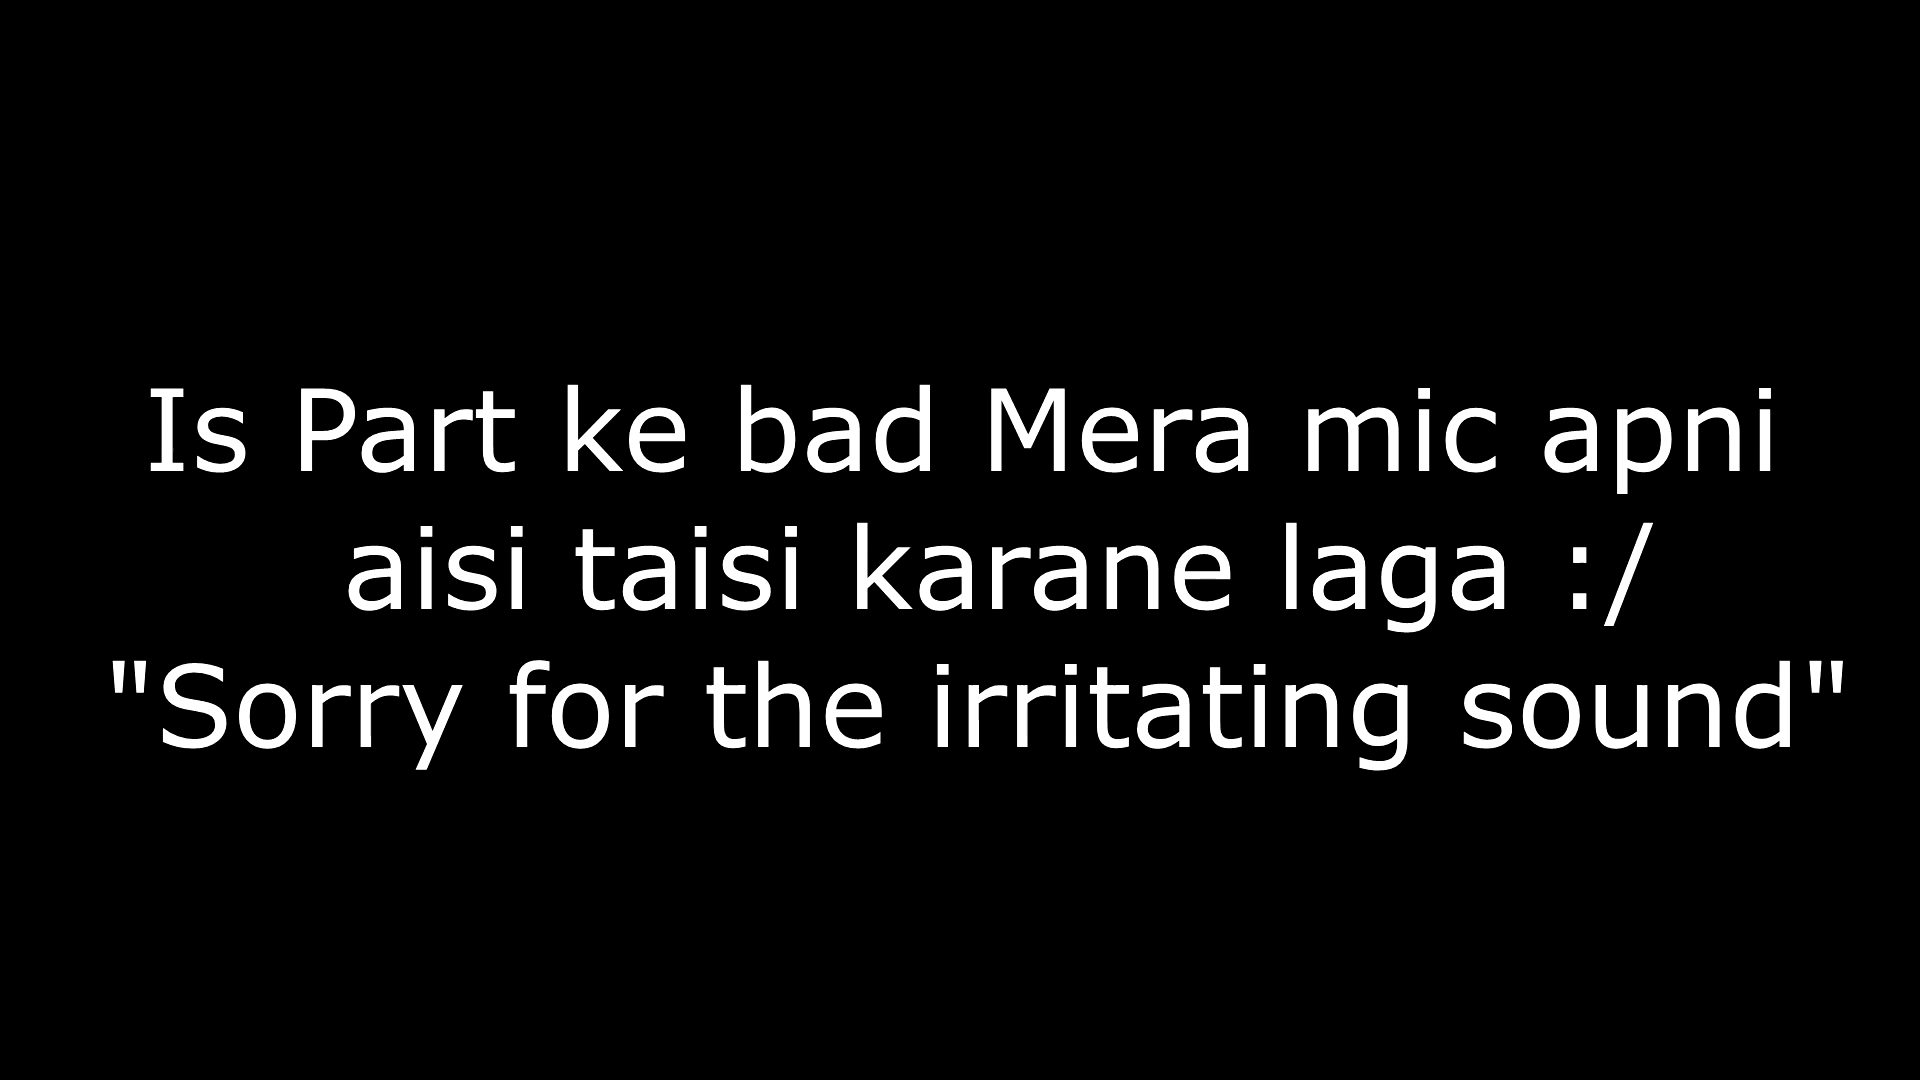 Is Part ke bad Mera mic apni
aisi taisi karane laga :/
"Sorry for the irritating sound"